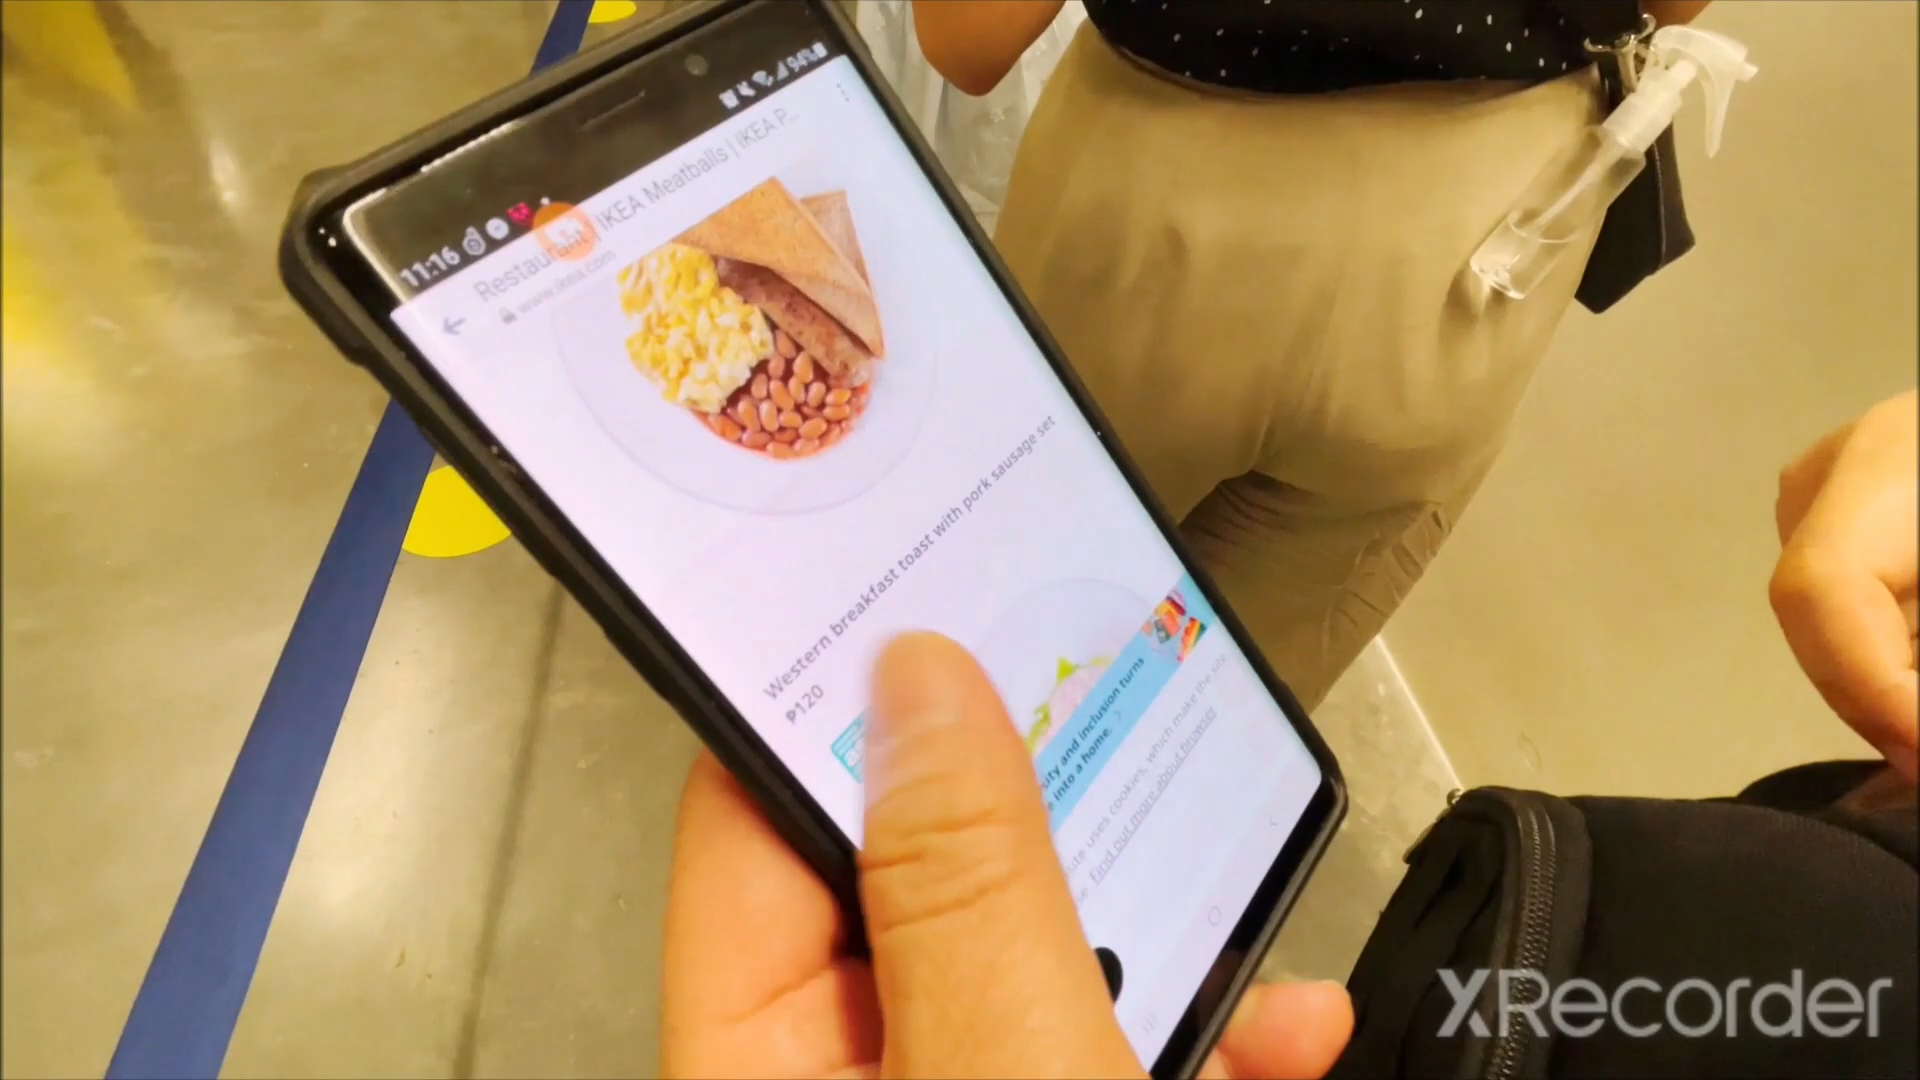 11:16
94%
Restaurant | IKEA Meatballs | IKEA P...
www.ikea.com
Western breakfast toast with pork sausage set
₱120
sity and inclusion turns
into a home.
uses cookies, which make the site
find out more about browser
XRecorder